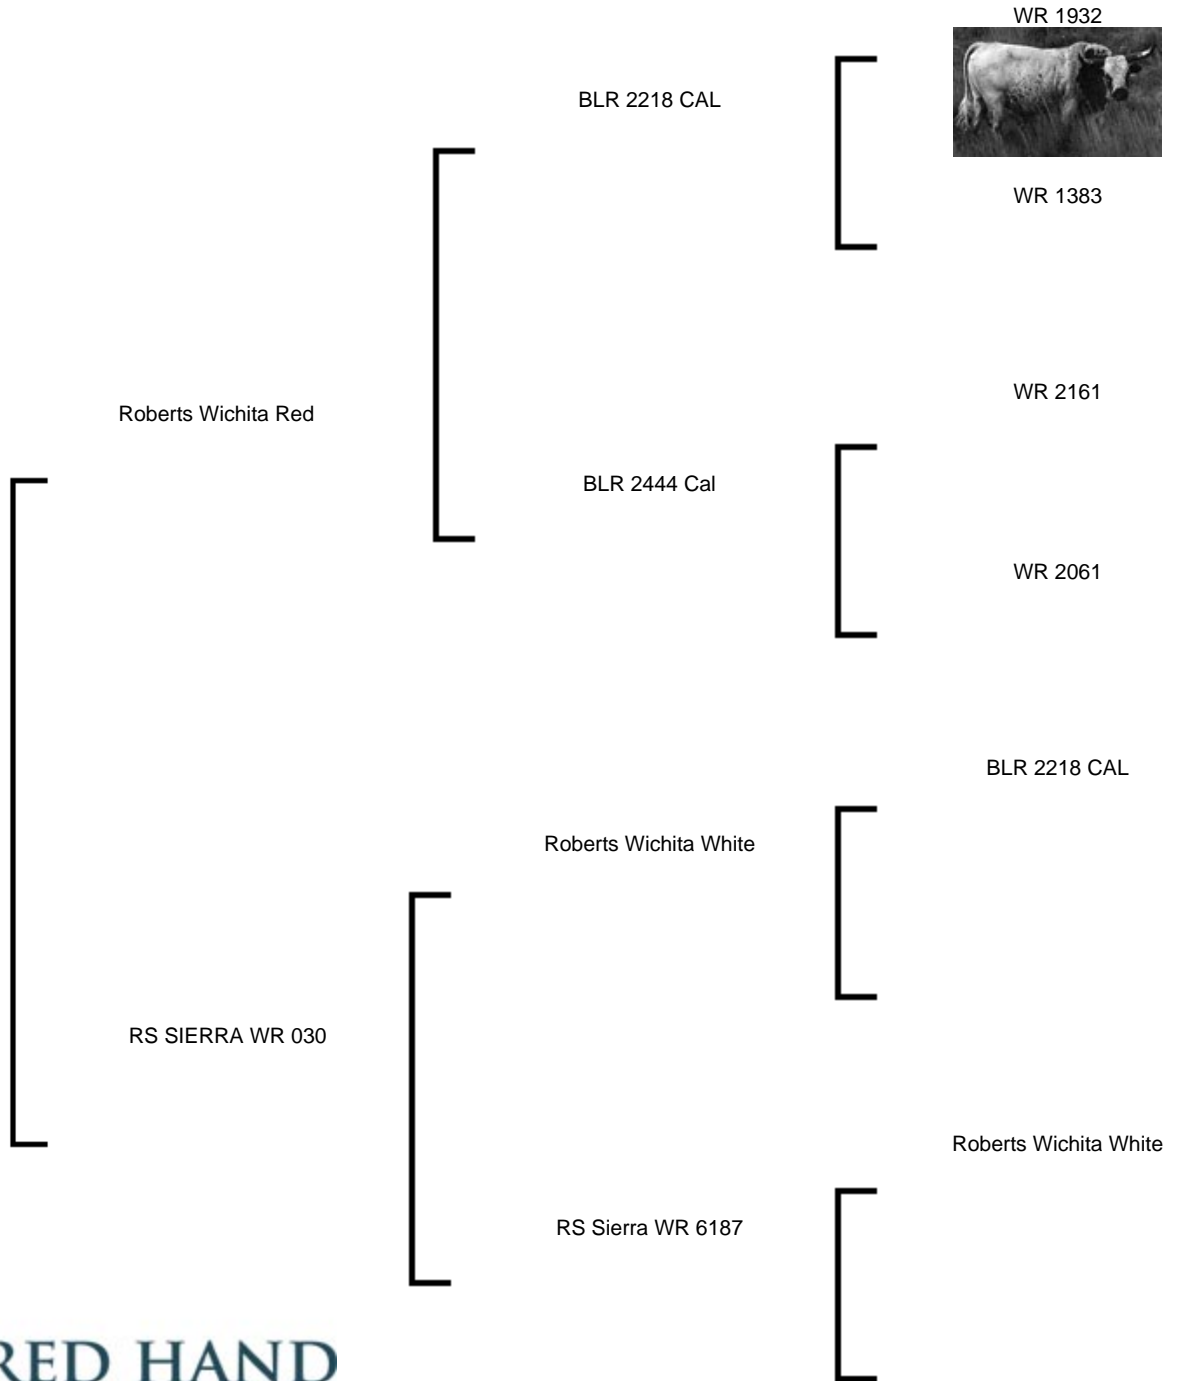 WR 1932
BLR 2218 CAL
WR 1383
WR 2161
Roberts Wichita Red
BLR 2444 Cal
WR 2061
BLR 2218 CAL
Roberts Wichita White
RS SIERRA WR 030
Roberts Wichita White
RS Sierra WR 6187
RED HAND